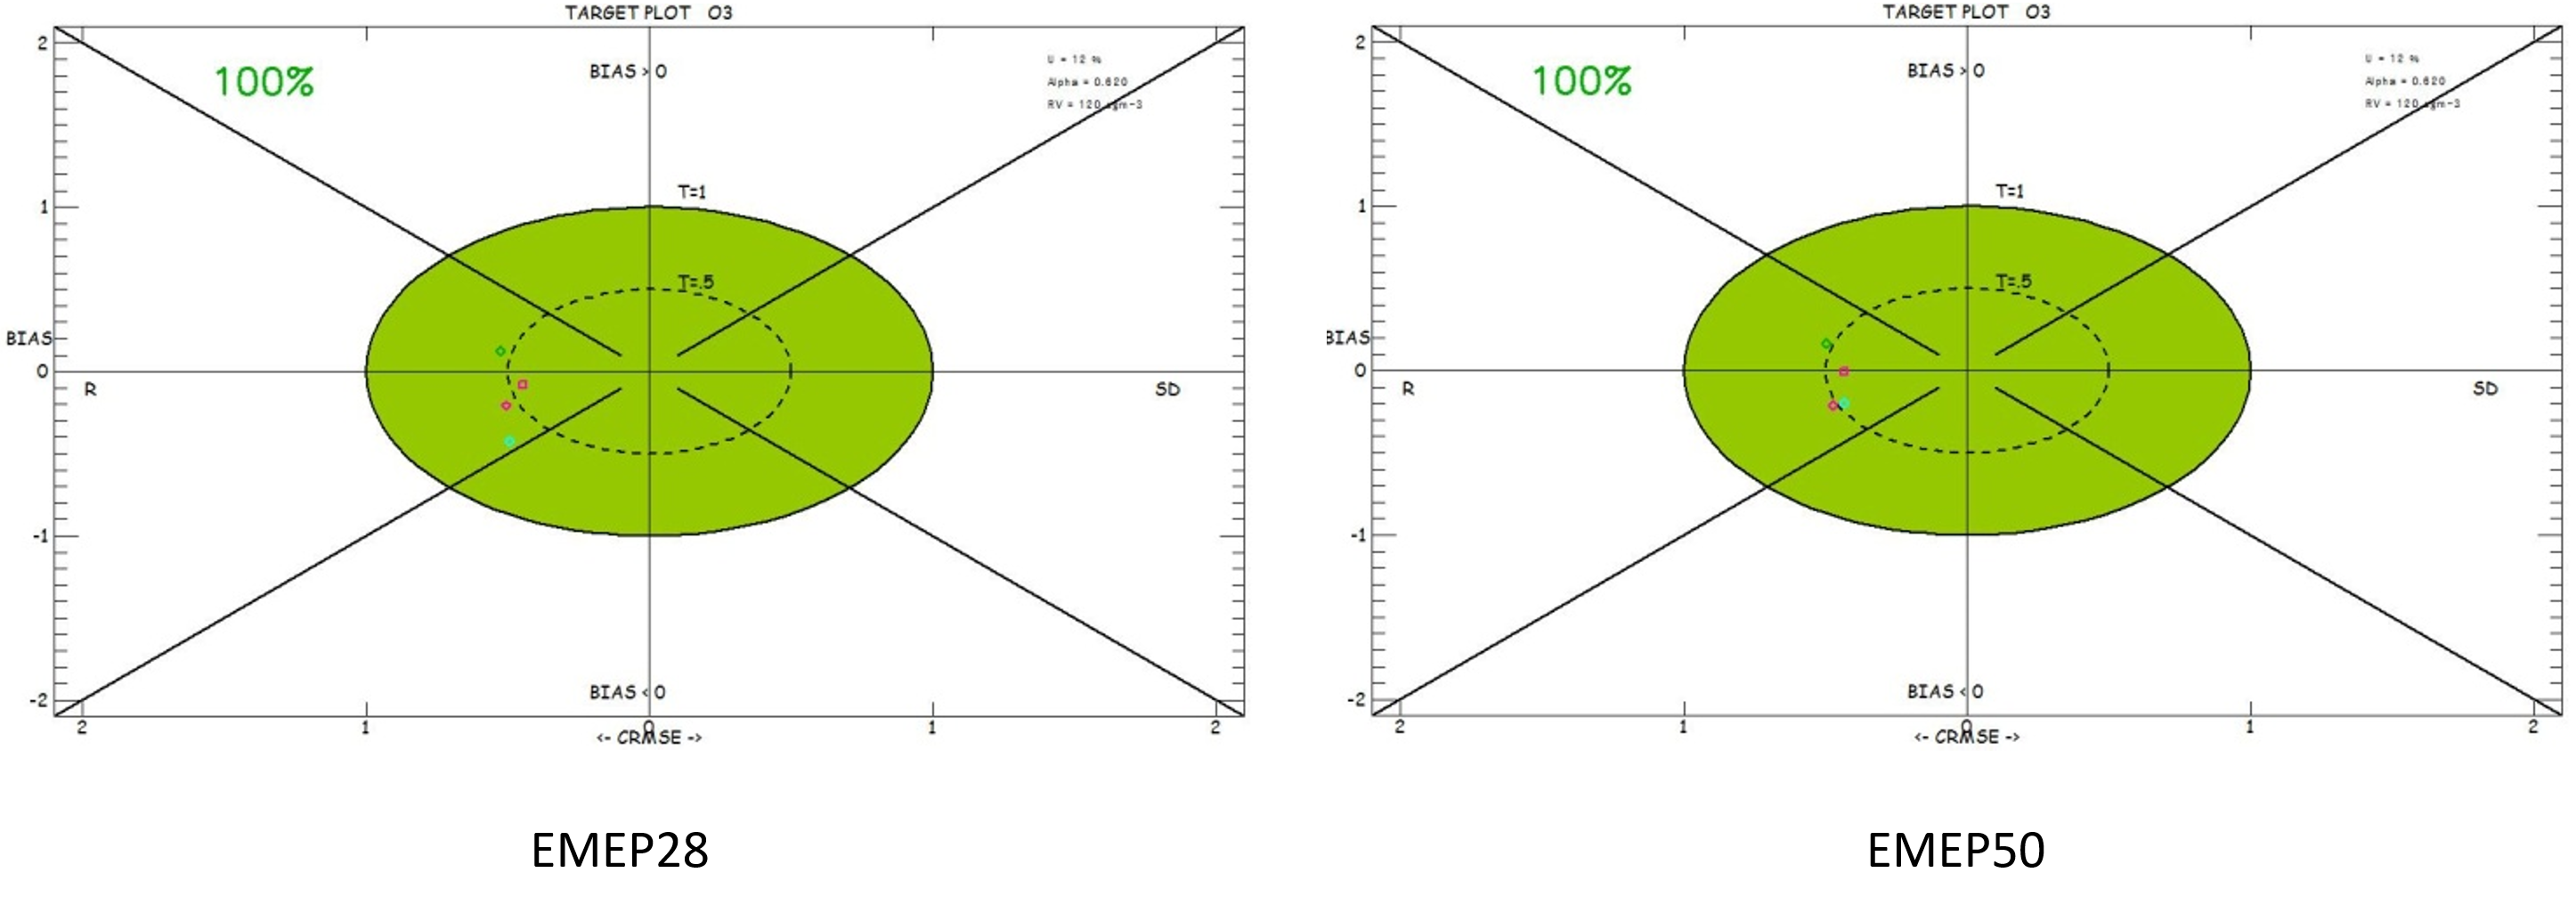 TARGET PLOT O3
100%
BIAS > 0
U = 12 %
Alpha = 0.620
RV = 120
T=1
T=.5
BIAS
R
SD
BIAS < 0
2
1
0
-1
-2
2
1
0
1
2
<- CRMSE ->
EMEP28
TARGET PLOT O3
100%
BIAS > 0
U = 12 %
Alpha = 0.620
RV = 120
T=1
T=.5
BIAS
R
SD
BIAS < 0
2
1
0
-1
-2
2
1
0
1
2
<- CRMSE ->
EMEP50